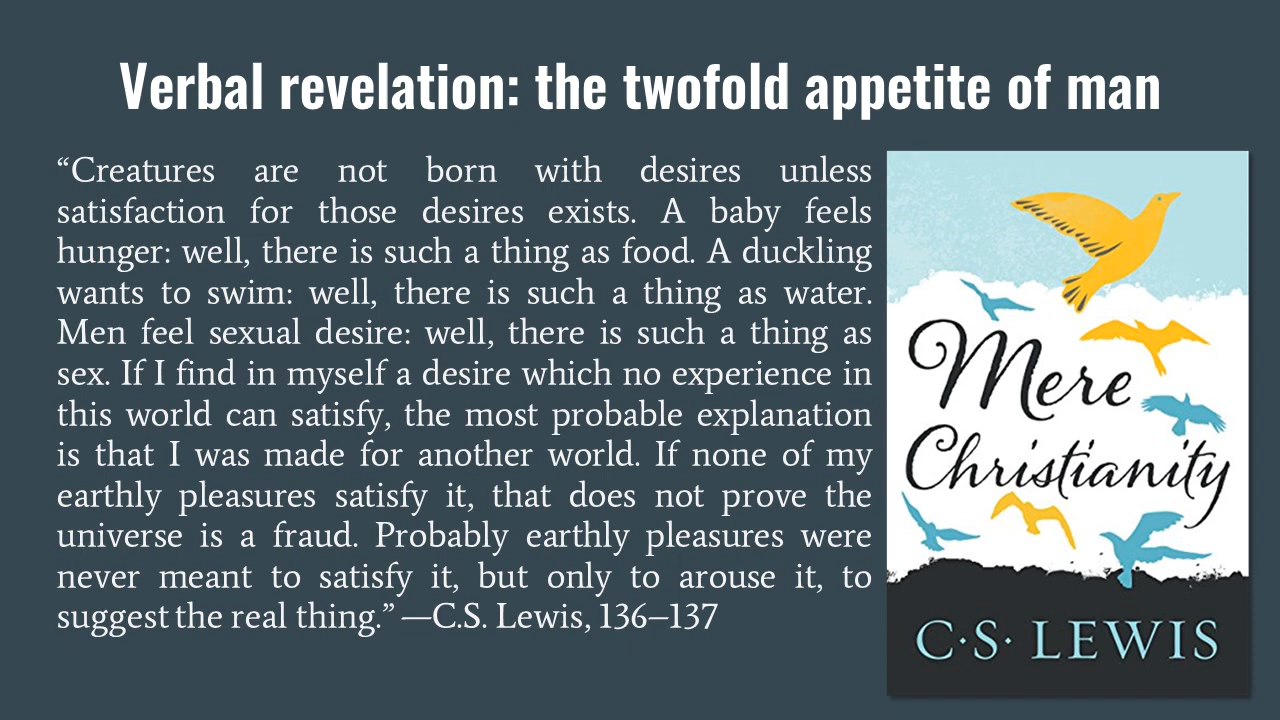 Verbal revelation: the twofold appetite of man
“Creatures are not born with desires unless
satisfaction for those desires exists. A baby feels
hunger: well, there is such a thing as food. A duckling
wants to swim: well, there is such a thing as water.
Men feel sexual desire: well, there is such a thing as
sex. If I find in myself a desire which no experience in
this world can satisfy, the most probable explanation
is that I was made for another world. If none of my
earthly pleasures satisfy it, that does not prove the
universe is a fraud. Probably earthly pleasures were
never meant to satisfy it, but only to arouse it, to
suggest the real thing.” —C.S. Lewis, 136–137
Mere
Christianity
C·S· LEWIS